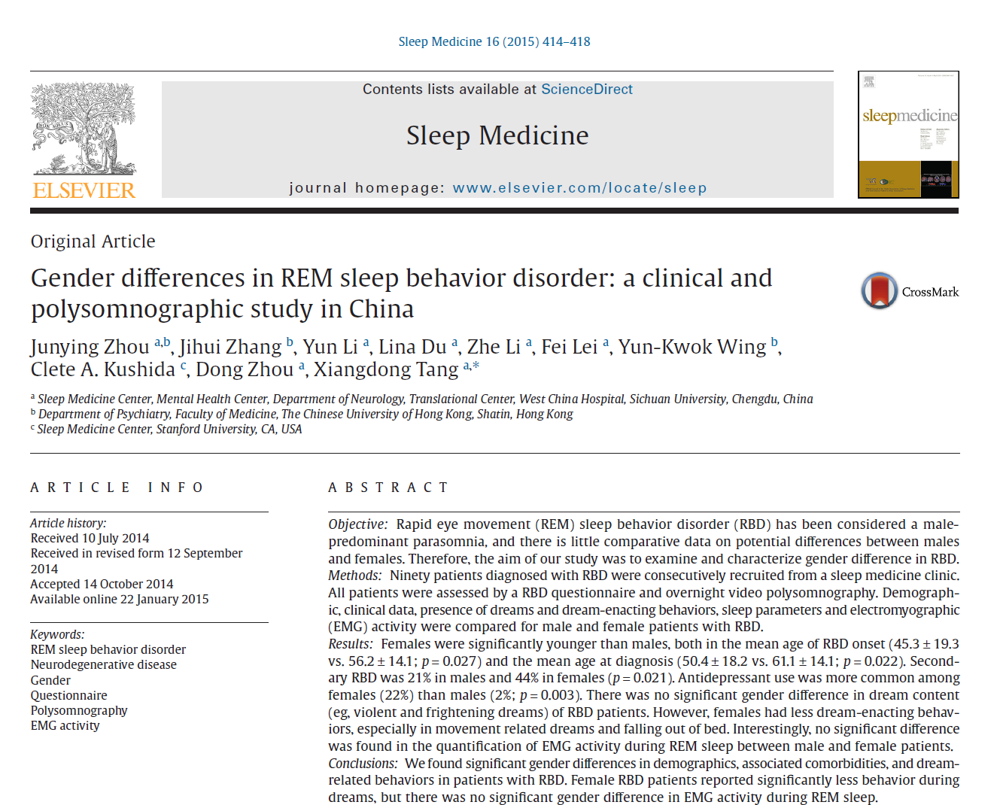 Sleep Medicine 16 (2015) 414–418
Contents lists available at ScienceDirect
Sleep Medicine
journal homepage: www.elsevier.com/locate/sleep
ELSEVIER
sleepmedicine
Original Article
Gender differences in REM sleep behavior disorder: a clinical and
polysomnographic study in China
CrossMark
Junying Zhou a,b, Jihui Zhang b, Yun Li a, Lina Du a, Zhe Li a, Fei Lei a, Yun-Kwok Wing b,
Clete A. Kushida c, Dong Zhou a, Xiangdong Tang a,*
a Sleep Medicine Center, Mental Health Center, Department of Neurology, Translational Center, West China Hospital, Sichuan University, Chengdu, China
b Department of Psychiatry, Faculty of Medicine, The Chinese University of Hong Kong, Shatin, Hong Kong
c Sleep Medicine Center, Stanford University, CA, USA
ARTICLE INFO
Article history:
Received 10 July 2014
Received in revised form 12 September
2014
Accepted 14 October 2014
Available online 22 January 2015
Keywords:
REM sleep behavior disorder
Neurodegenerative disease
Gender
Questionnaire
Polysomnography
EMG activity
ABSTRACT
Objective: Rapid eye movement (REM) sleep behavior disorder (RBD) has been considered a male-
predominant parasomnia, and there is little comparative data on potential differences between males
and females. Therefore, the aim of our study was to examine and characterize gender difference in RBD.
Methods: Ninety patients diagnosed with RBD were consecutively recruited from a sleep medicine clinic.
All patients were assessed by a RBD questionnaire and overnight video polysomnography. Demograph-
ic, clinical data, presence of dreams and dream-enacting behaviors, sleep parameters and electromyographic
(EMG) activity were compared for male and female patients with RBD.
Results: Females were significantly younger than males, both in the mean age of RBD onset (45.3 ± 19.3
vs. 56.2 ± 14.1; p = 0.027) and the mean age at diagnosis (50.4 ± 18.2 vs. 61.1 ± 14.1; p = 0.022). Second-
ary RBD was 21% in males and 44% in females (p = 0.021). Antidepressant use was more common among
females (22%) than males (2%; p = 0.003). There was no significant gender difference in dream content
(eg, violent and frightening dreams) of RBD patients. However, females had less dream-enacting behav-
iors, especially in movement related dreams and falling out of bed. Interestingly, no significant difference
was found in the quantification of EMG activity during REM sleep between male and female patients.
Conclusions: We found significant gender differences in demographics, associated comorbidities, and dream-
related behaviors in patients with RBD. Female RBD patients reported significantly less behavior during
dreams, but there was no significant gender difference in EMG activity during REM sleep.